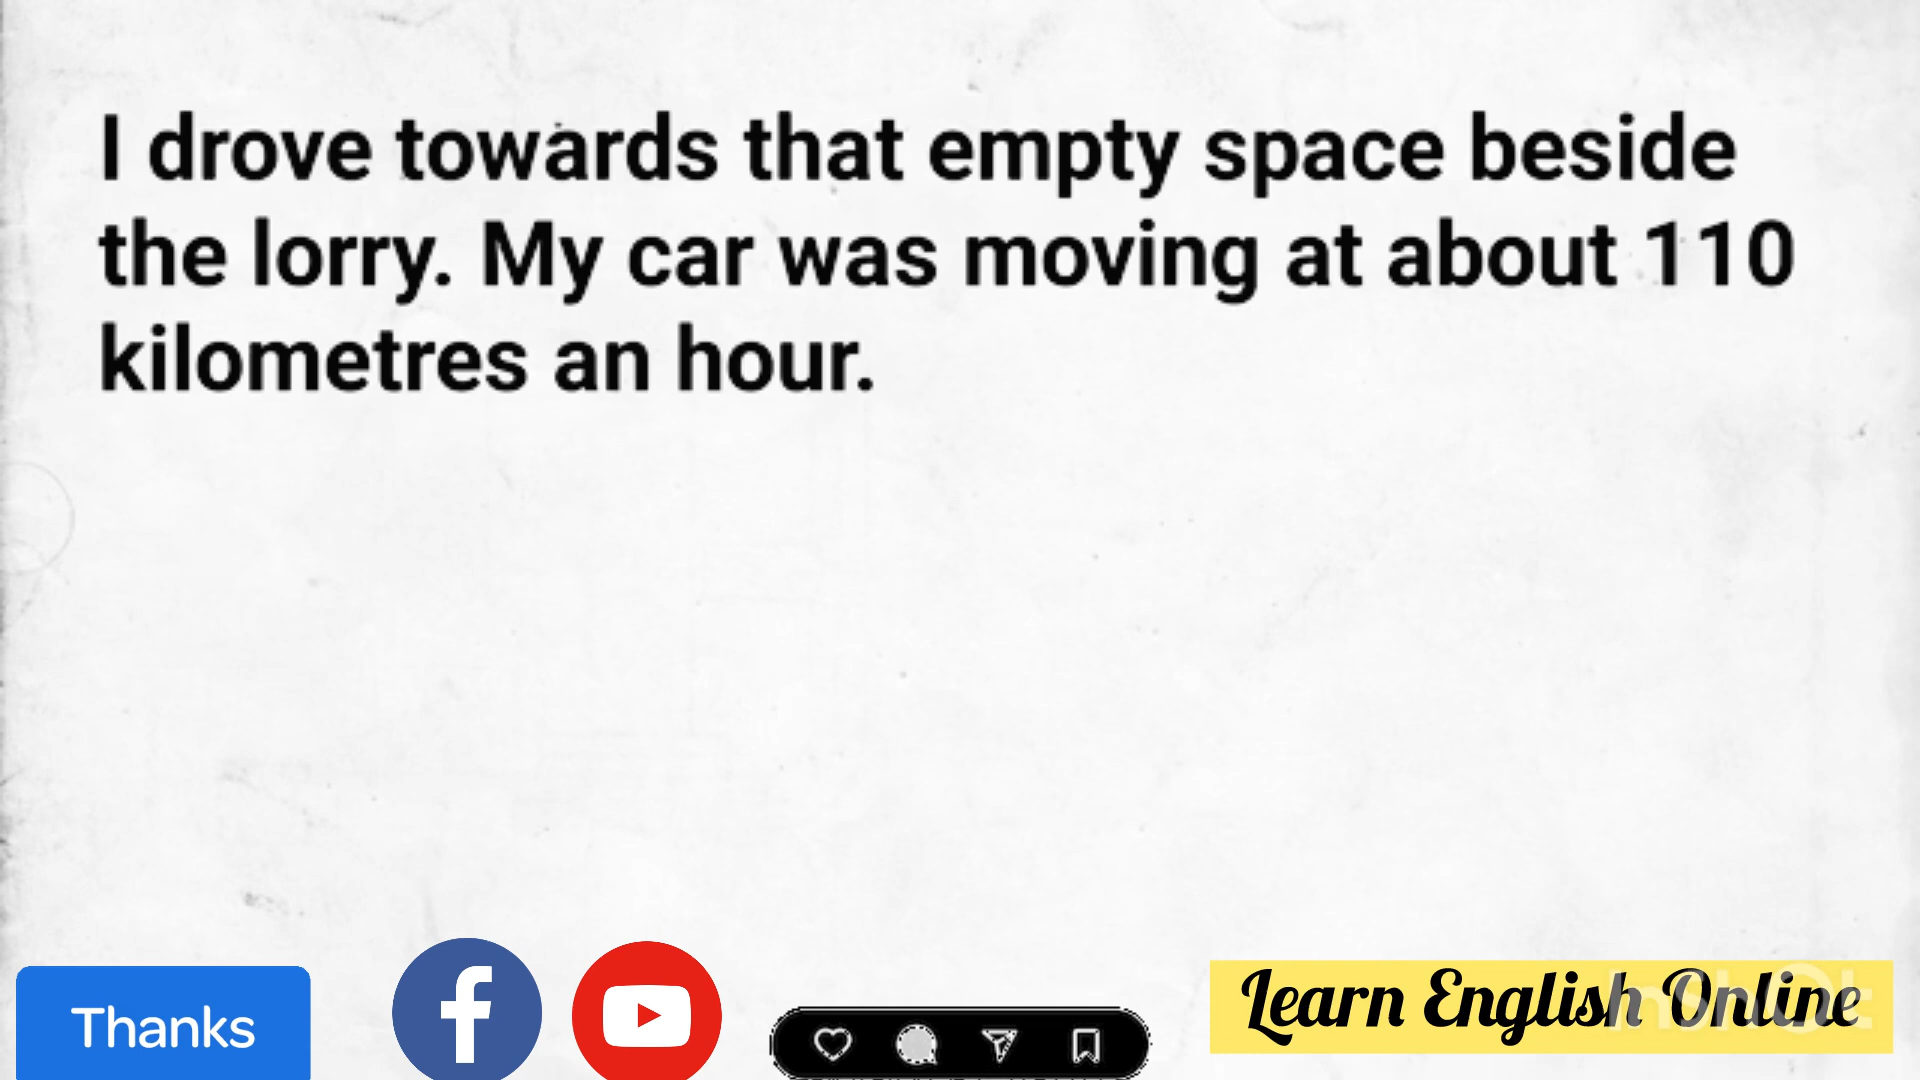 I drove towards that empty space beside
the lorry. My car was moving at about 110
kilometres an hour.
Thanks
Learn English Online